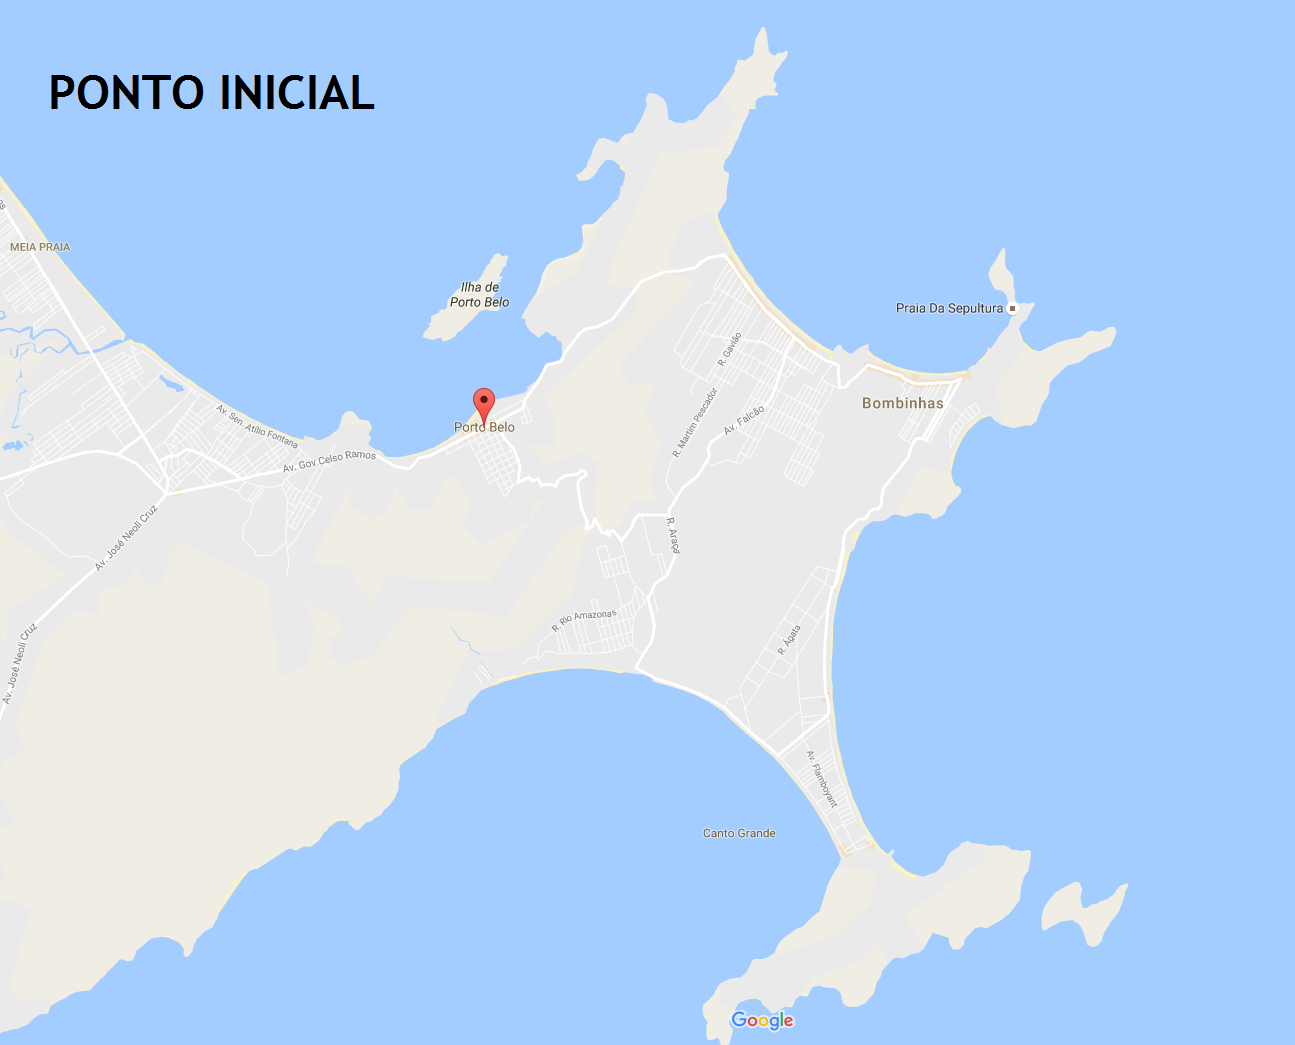 PONTO INICIAL
MEIA PRAIA
Ilha de
Porto Belo
Praia Da Sepultura
R. Gavião
Bombinhas
R. Martim Pescador
Av. Falcão
Av. Sen. Atílio Fontana
Porto Belo
Av. Gov Celso Ramos
Av. José Neoli Cruz
R. Araçá
R. Rio Amazonas
R. Ágata
Av. José Neoli Cruz
Av. Flamboyant
Canto Grande
Google